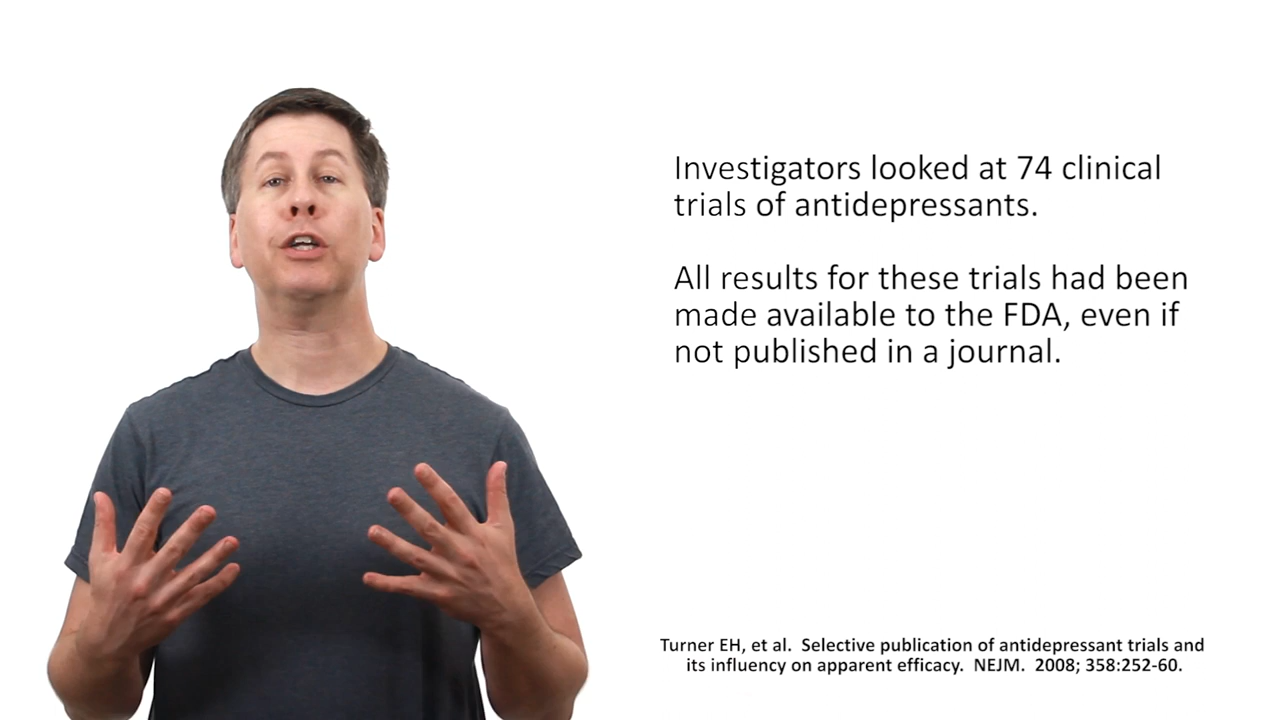 Investigators looked at 74 clinical
trials of antidepressants.
All results for these trials had been
made available to the FDA, even if
not published in a journal.
Turner EH, et al.  Selective publication of antidepressant trials and
its influency on apparent efficacy.  NEJM.  2008; 358:252-60.